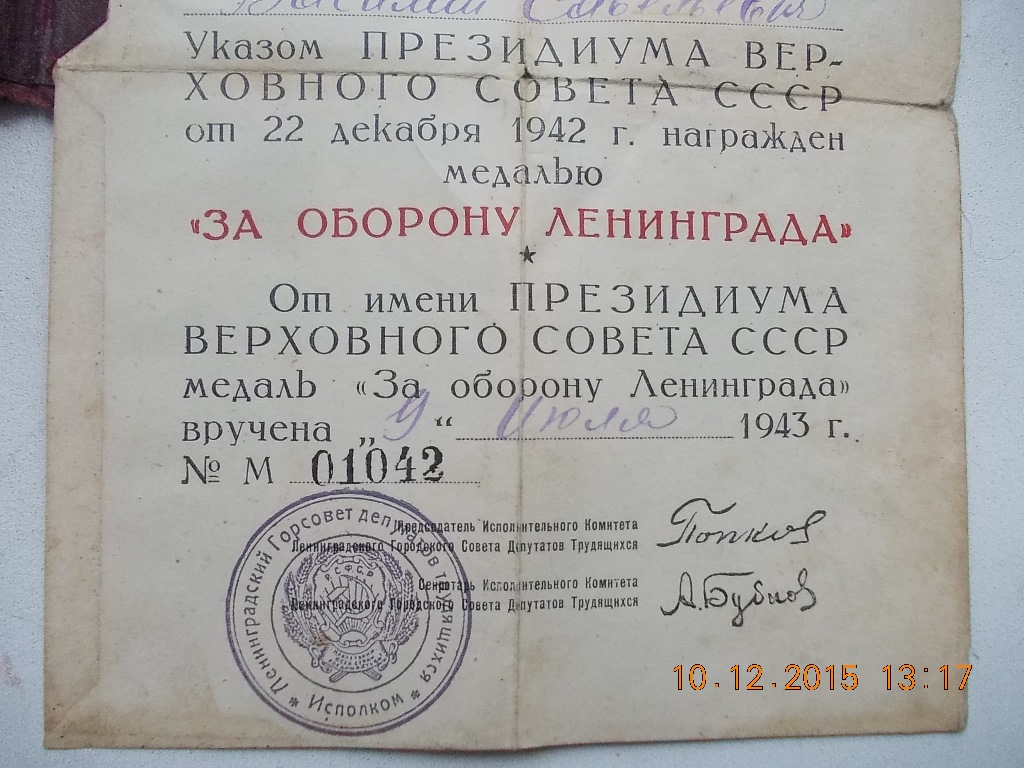 Василий Савельевич
Указом ПРЕЗИДИУМА ВЕР-
ХОВНОГО СОВЕТА СССР
от 22 декабря 1942 г. награжден
медалью
«ЗА ОБОРОНУ ЛЕНИНГРАДА»
От имени ПРЕЗИДИУМА
ВЕРХОВНОГО СОВЕТА СССР
медаль «За оборону Ленинграда»
вручена „9“ Июля 1943 г.
№ М 01042
Председатель Исполнительного Комитета
Ленинградского Городского Совета Депутатов Трудящихся
Попков
Секретарь Исполнительного Комитета
Ленинградского Городского Совета Депутатов Трудящихся
А.Бубнов
Ленинградский Горсовет депутатов трудящихся
Исполком
РСФСР
10.12.2015 13:17